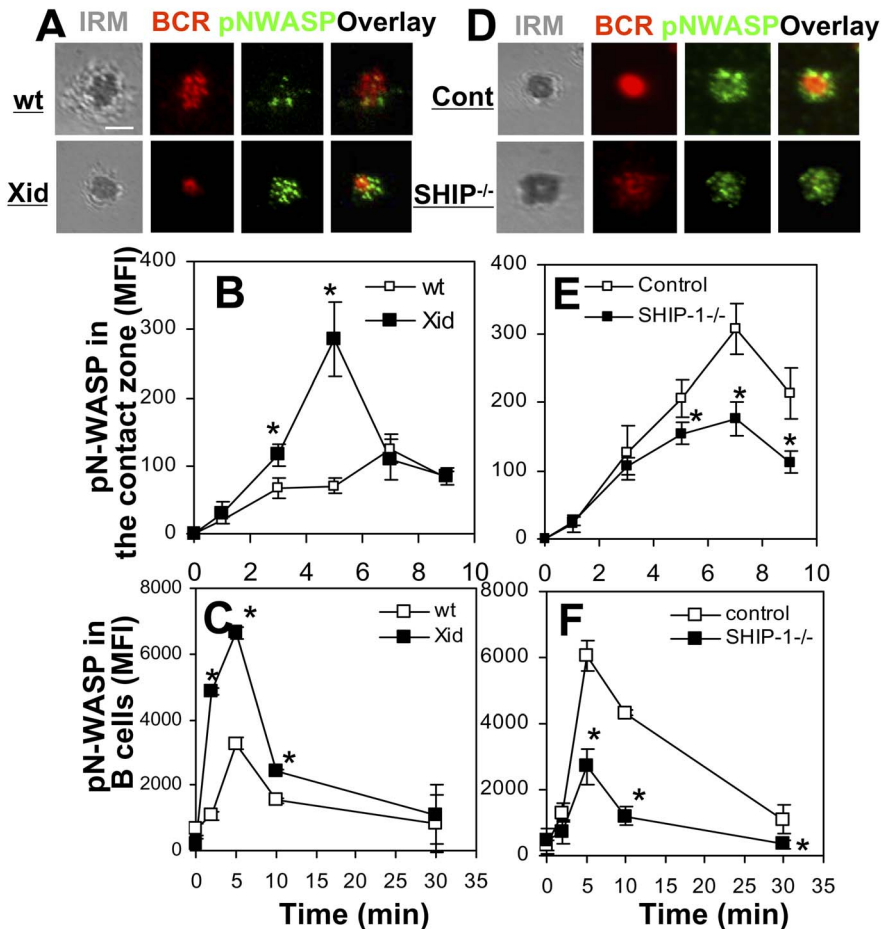 A IRM BCR pNWASP Overlay
wt
Xid
D IRM BCR pNWASP Overlay
Cont
SHIP-/-
B
pN-WASP in
the contact zone (MFI)
400
300
200
100
0
wt
Xid
*
*
0 2 4 6 8 10
E
400
300
200
100
0
Control
SHIP-1-/-
*
*
*
0 2 4 6 8 10
C
pN-WASP in
B cells (MFI)
8000
6000
4000
2000
0
wt
Xid
*
*
*
0 5 10 15 20 25 30 35
Time (min)
F
8000
6000
4000
2000
0
control
SHIP-1-/-
*
*
*
0 5 10 15 20 25 30 35
Time (min)